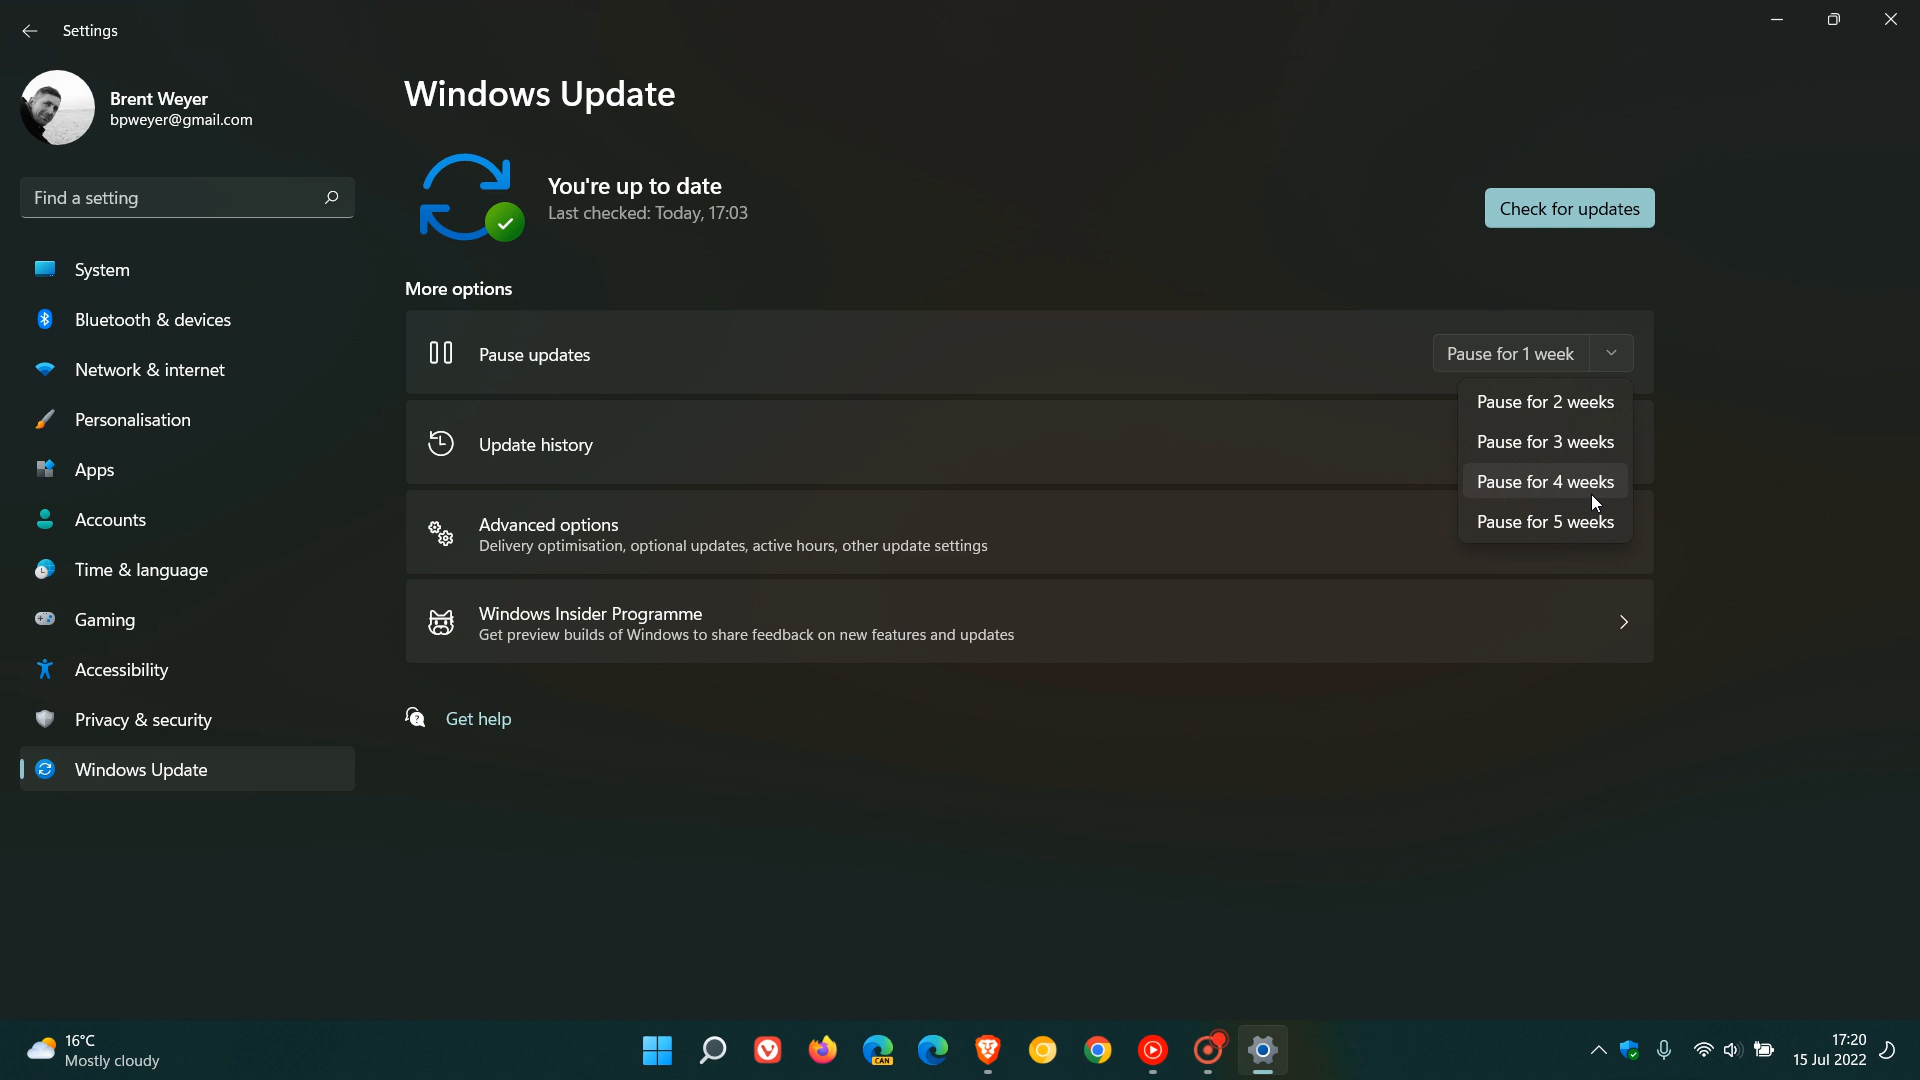 Settings
Brent Weyer
bpweyer@gmail.com
Find a setting
System
Bluetooth & devices
Network & internet
Personalisation
Apps
Accounts
Time & language
Gaming
Accessibility
Privacy & security
Windows Update
Windows Update
You're up to date
Last checked: Today, 17:03
Check for updates
More options
Pause updates
Pause for 1 week
Pause for 2 weeks
Pause for 3 weeks
Pause for 4 weeks
Pause for 5 weeks
Update history
Advanced options
Delivery optimisation, optional updates, active hours, other update settings
Windows Insider Programme
Get preview builds of Windows to share feedback on new features and updates
Get help
16°C
Mostly cloudy
CAN
17:20
15 Jul 2022